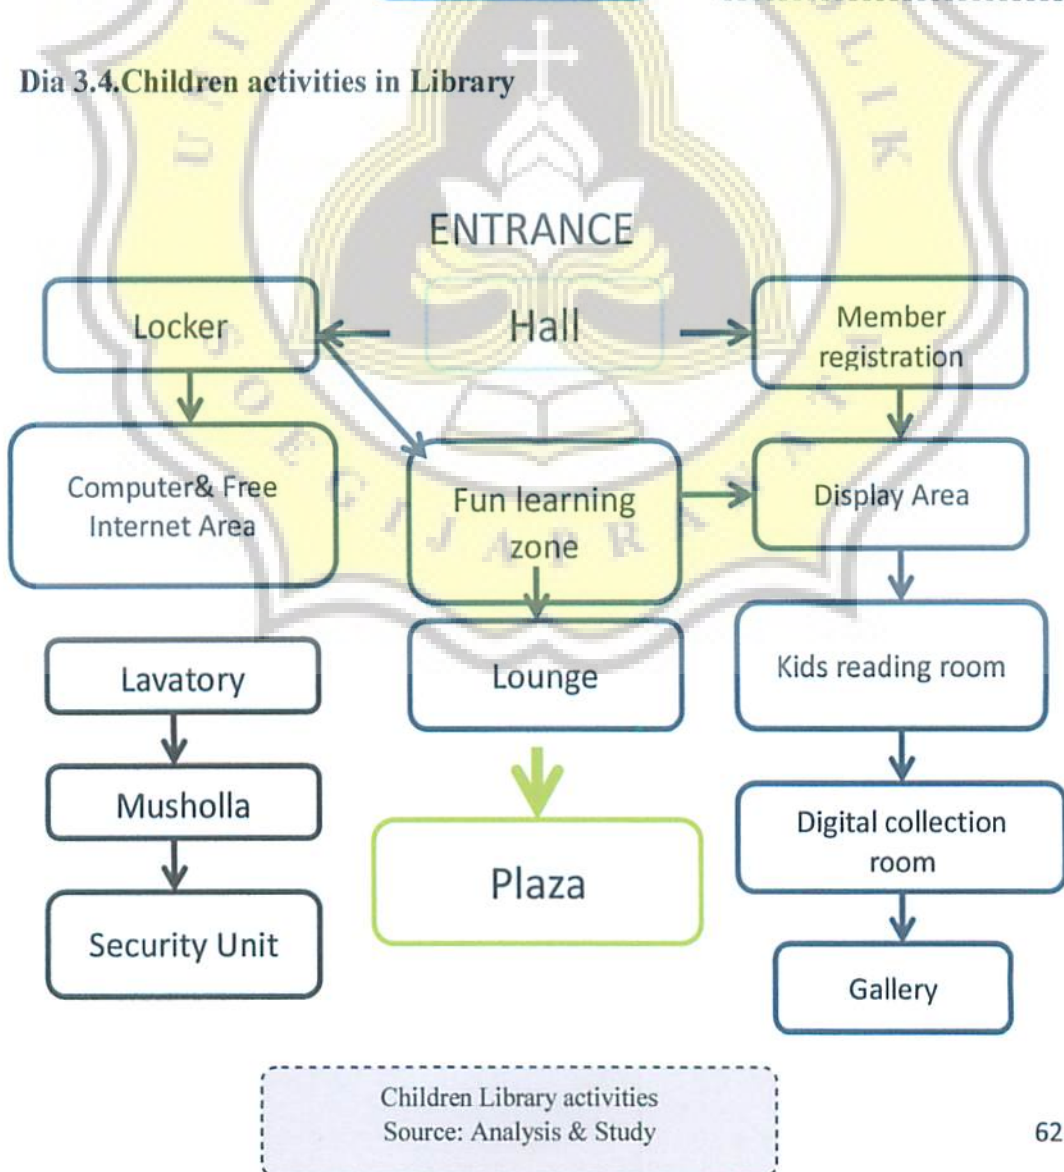 Dia 3.4.Children activities in Library
ENTRANCE
Locker
Hall
Member
registration
Computer& Free
Internet Area
Fun learning
zone
Display Area
Lavatory
Lounge
Kids reading room
Musholla
Plaza
Digital collection
room
Security Unit
Gallery
Children Library activities
Source: Analysis & Study
62
SOEGIJAPRANATA